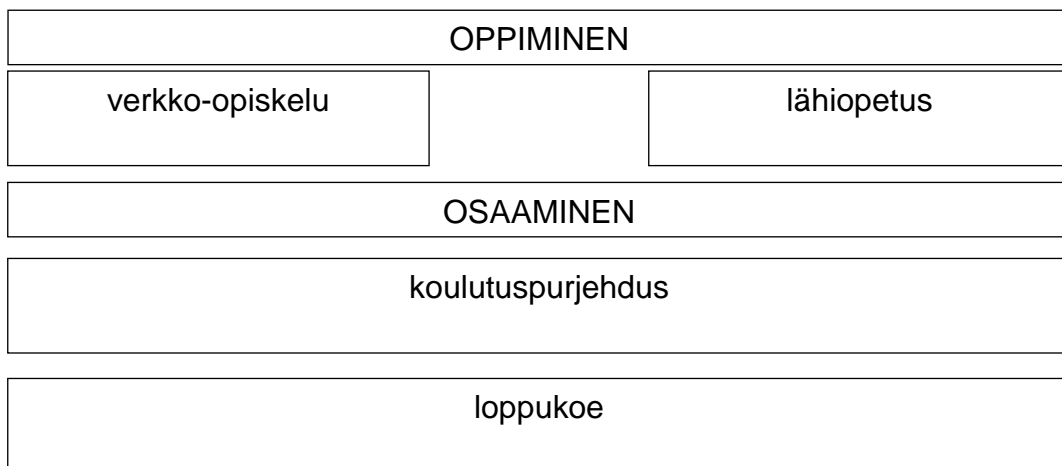 OPPIMINEN
verkko-opiskelu
lähiopetus
OSAAMINEN
koulutuspurjehdus
loppukoe